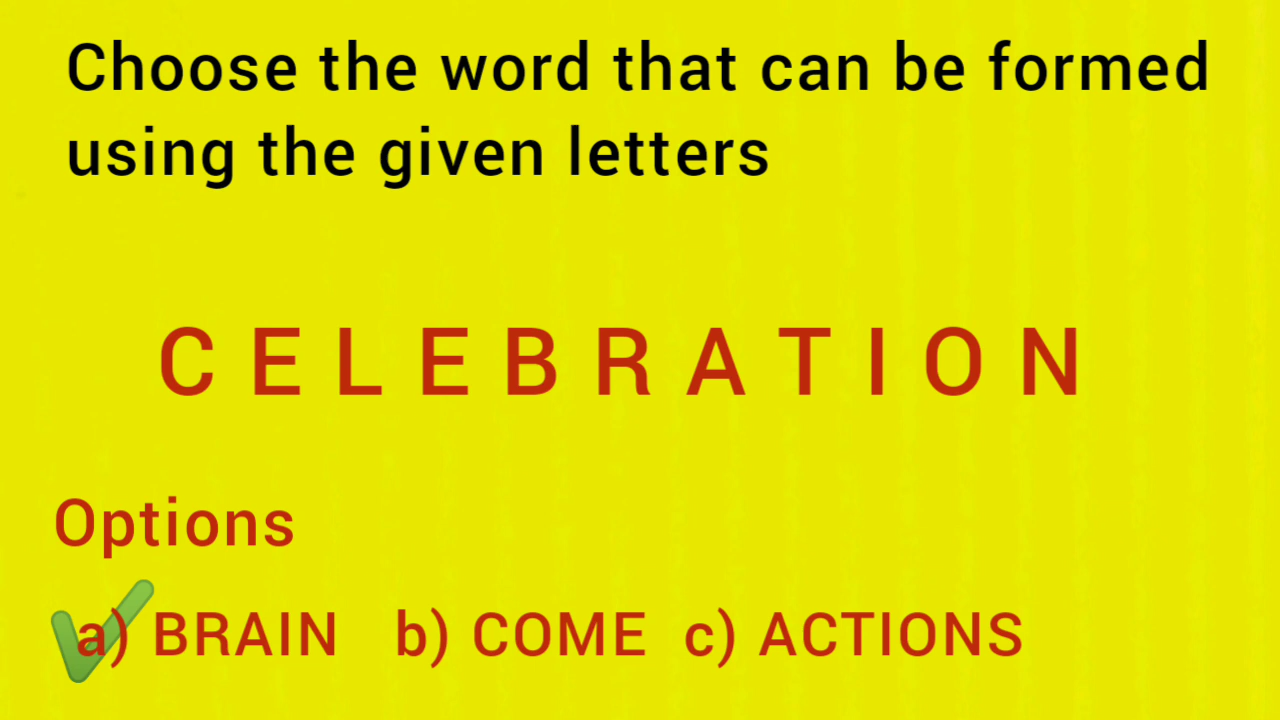 Choose the word that can be formed
using the given letters
C E L E B R A T I O N
Options
a) BRAIN b) COME c) ACTIONS